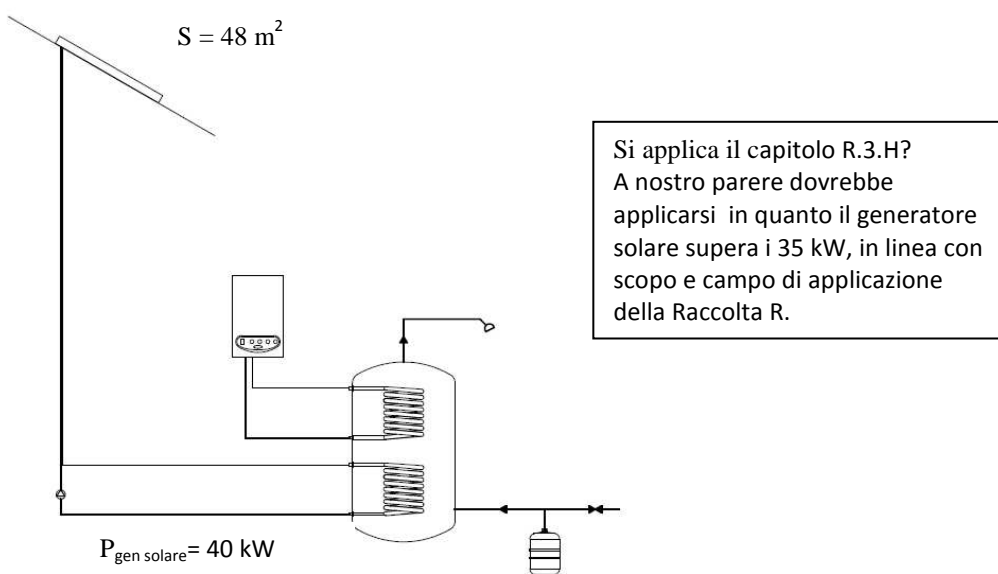 S = 48 m²
Si applica il capitolo R.3.H?
A nostro parere dovrebbe
applicarsi in quanto il generatore
solare supera i 35 kW, in linea con
scopo e campo di applicazione
della Raccolta R.
P gen solare= 40 kW